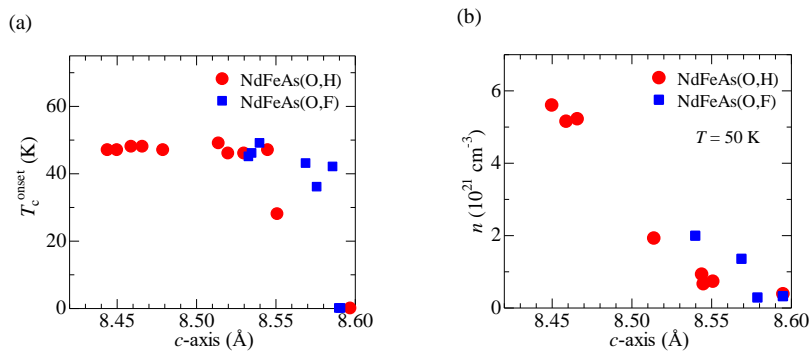 (a)
60
40
20
0
T_c^onset (K)
NdFeAs(O,H)
NdFeAs(O,F)
8.45
8.50
8.55
8.60
c-axis (Å)
(b)
6
4
2
0
n (10^21 cm^-3)
NdFeAs(O,H)
NdFeAs(O,F)
T = 50 K
8.45
8.50
8.55
8.60
c-axis (Å)